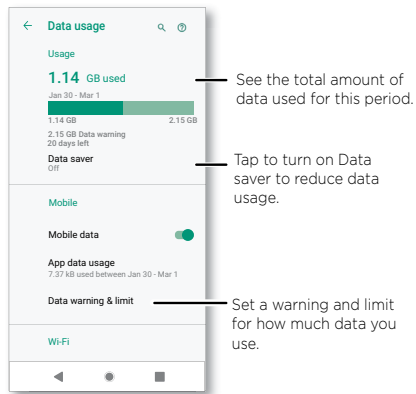 Data usage
Usage
1.14 GB used
Jan 30 - Mar 1
1.14 GB 2.15 GB
2.15 GB Data warning
20 days left
Data saver
Off
Mobile
Mobile data
App data usage
7.37 kB used between Jan 30 - Mar 1
Data warning & limit
Wi-Fi
See the total amount of
data used for this period.
Tap to turn on Data
saver to reduce data
usage.
Set a warning and limit
for how much data you
use.